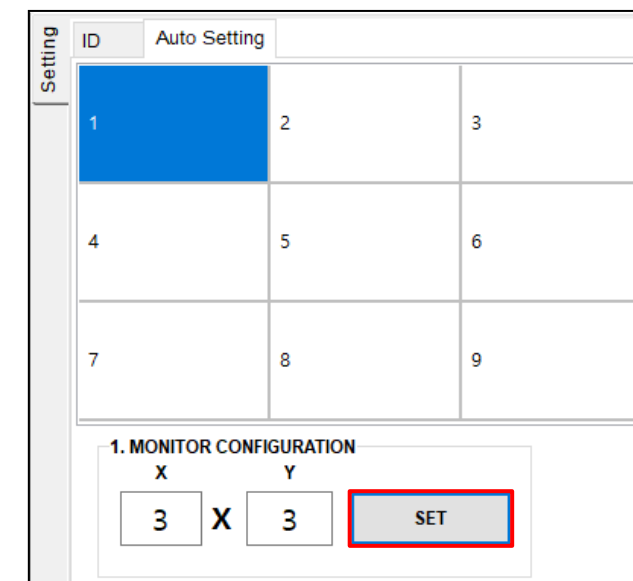 Setting
ID Auto Setting
1 2 3
4 5 6
7 8 9
1. MONITOR CONFIGURATION
X Y
3 X 3 SET